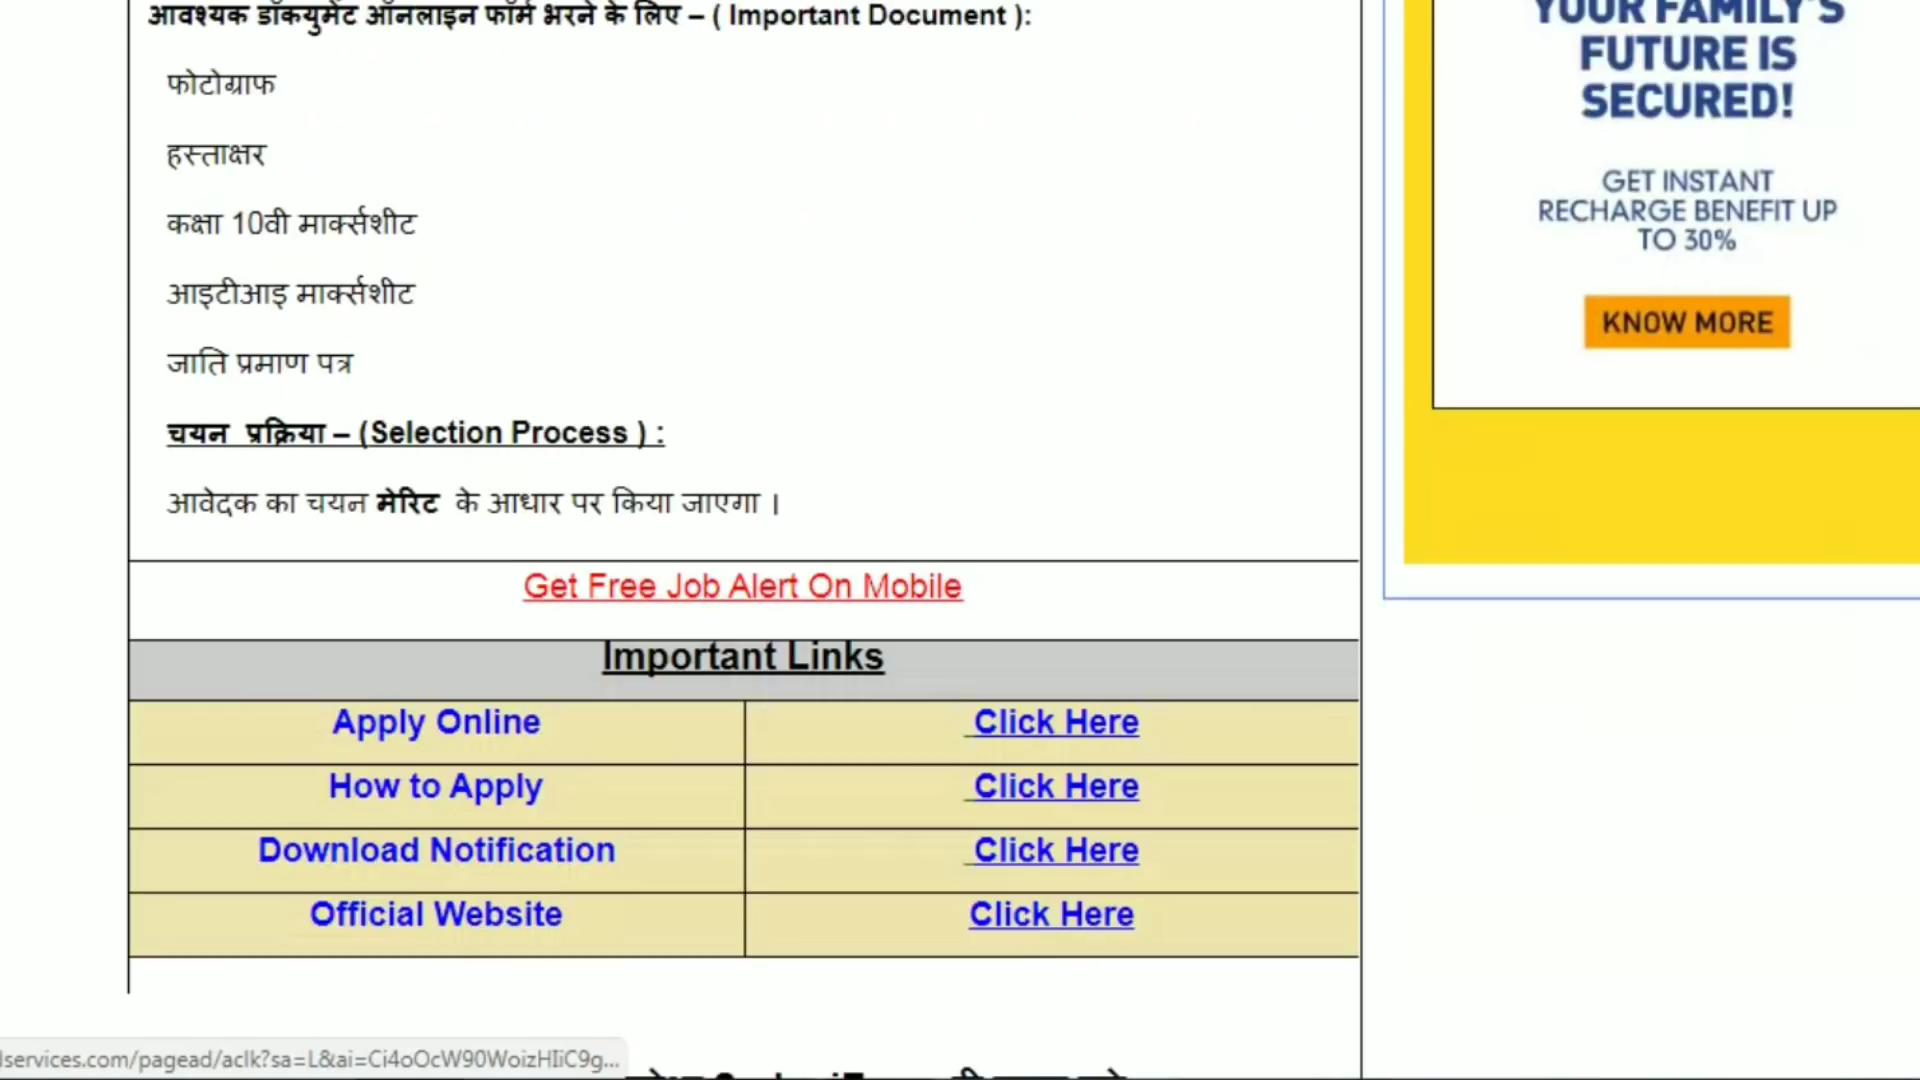 आवश्यक डॉकयुमेंट ऑनलाइन फॉर्म भरने के लिए – ( Important Document ):
फोटोग्राफ
हस्ताक्षर
कक्षा 10वी मार्क्सशीट
आइटीआइ मार्क्सशीट
जाति प्रमाण पत्र
चयन प्रक्रिया – (Selection Process ) :
आवेदक का चयन मेरिट के आधार पर किया जाएगा ।
Get Free Job Alert On Mobile
Important Links
Apply Online Click Here
How to Apply Click Here
Download Notification Click Here
Official Website Click Here
YOUR FAMILY'S
FUTURE IS
SECURED!
GET INSTANT
RECHARGE BENEFIT UP
TO 30%
KNOW MORE
lservices.com/pagead/aclk?sa=L&ai=Ci4oOcW90WoizHIiC9g...